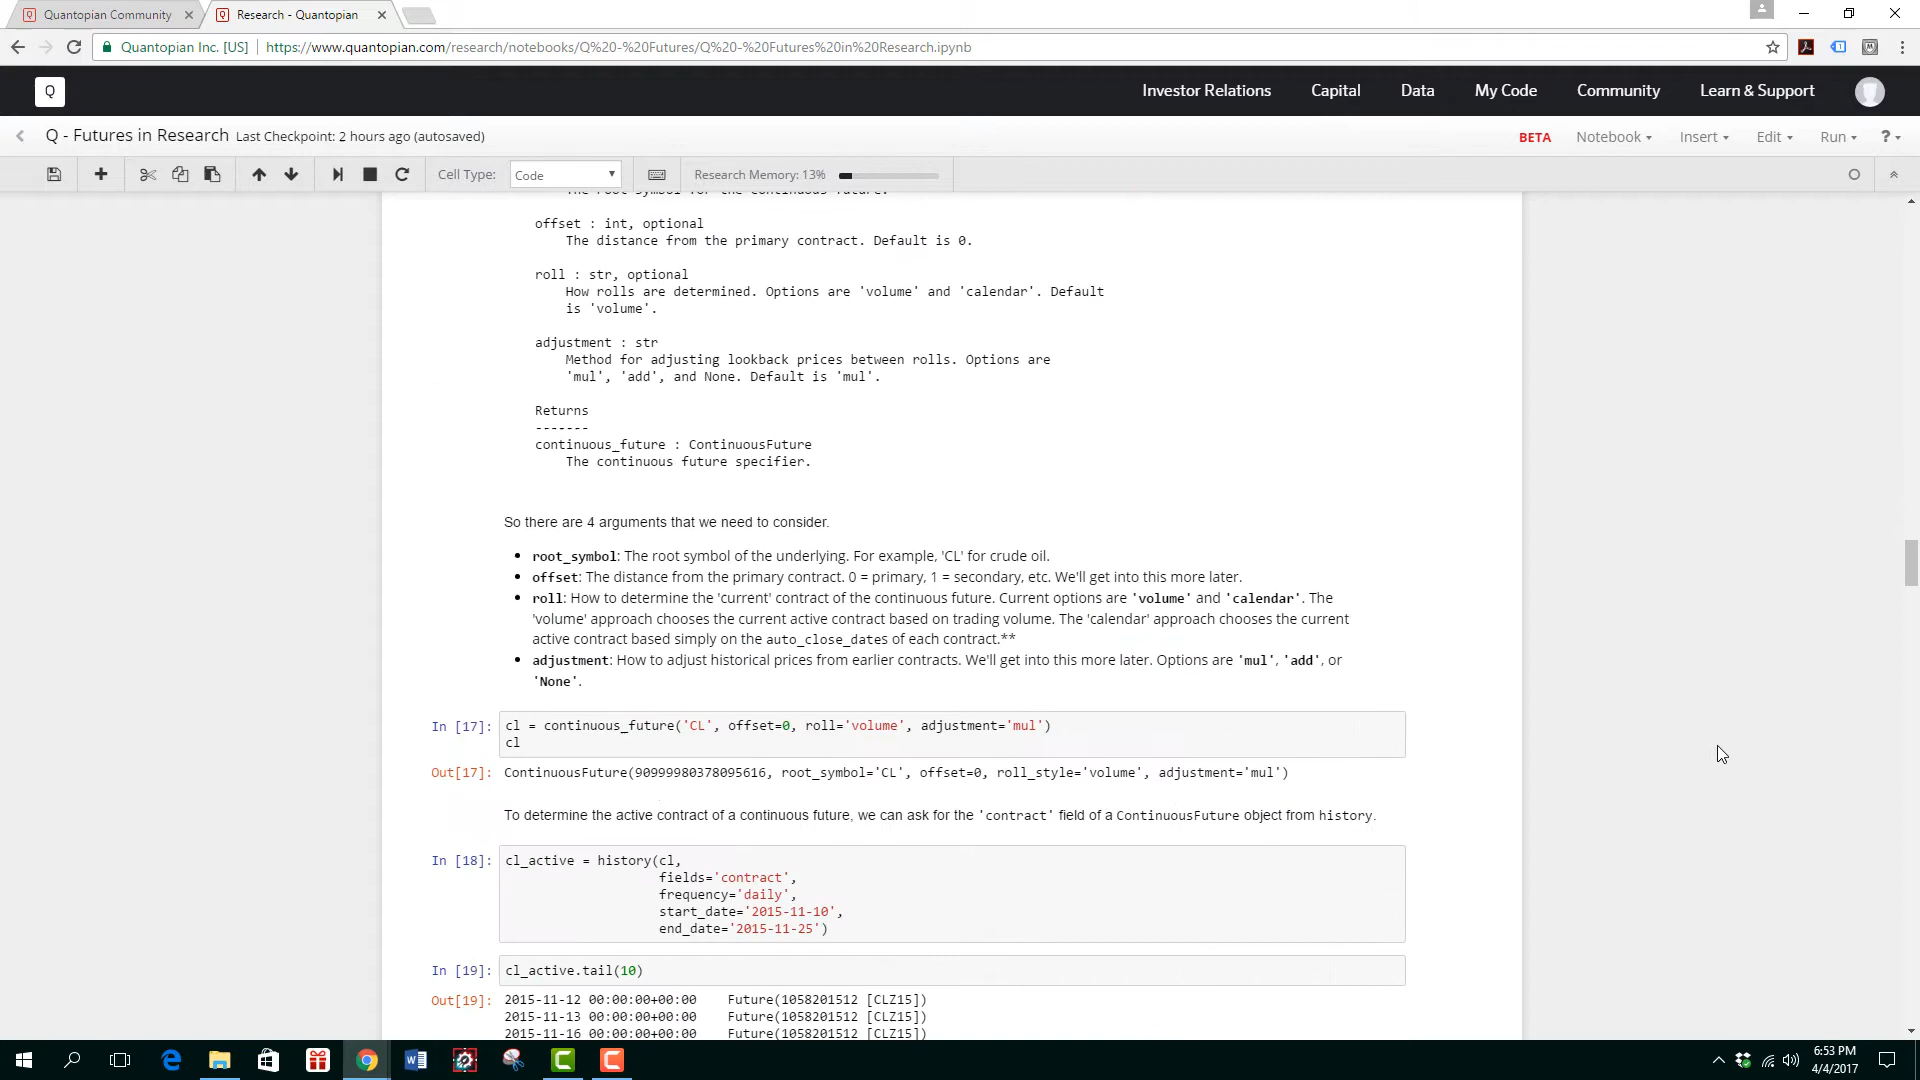 Quantopian Community
Research - Quantopian
Quantopian Inc. [US]
https://www.quantopian.com/research/notebooks/Q%20-%20Futures/Q%20-%20Futures%20in%20Research.ipynb
Q
Investor Relations
Capital
Data
My Code
Community
Learn & Support
Q - Futures in Research Last Checkpoint: 2 hours ago (autosaved)
BETA
Notebook
Insert
Edit
Run
?
Cell Type:
Code
Research Memory: 13%
The root symbol for the continuous future.
offset : int, optional
The distance from the primary contract. Default is 0.
roll : str, optional
How rolls are determined. Options are 'volume' and 'calendar'. Default
is 'volume'.
adjustment : str
Method for adjusting lookback prices between rolls. Options are
'mul', 'add', and None. Default is 'mul'.
Returns
-------
continuous_future : ContinuousFuture
The continuous future specifier.
So there are 4 arguments that we need to consider.
• root_symbol: The root symbol of the underlying. For example, 'CL' for crude oil.
• offset: The distance from the primary contract. 0 = primary, 1 = secondary, etc. We'll get into this more later.
• roll: How to determine the 'current' contract of the continuous future. Current options are 'volume' and 'calendar'. The
'volume' approach chooses the current active contract based on trading volume. The 'calendar' approach chooses the current
active contract based simply on the auto_close_dates of each contract.**
• adjustment: How to adjust historical prices from earlier contracts. We'll get into this more later. Options are 'mul', 'add', or
'None'.
In [17]: cl = continuous_future('CL', offset=0, roll='volume', adjustment='mul')
cl
Out[17]: ContinuousFuture(90999980378095616, root_symbol='CL', offset=0, roll_style='volume', adjustment='mul')
To determine the active contract of a continuous future, we can ask for the 'contract' field of a ContinuousFuture object from history.
In [18]: cl_active = history(cl,
fields='contract',
frequency='daily',
start_date='2015-11-10',
end_date='2015-11-25')
In [19]: cl_active.tail(10)
Out[19]: 2015-11-12 00:00:00+00:00 Future(1058201512 [CLZ15])
2015-11-13 00:00:00+00:00 Future(1058201512 [CLZ15])
2015-11-16 00:00:00+00:00 Future(1058201512 [CLZ15])
6:53 PM
4/4/2017